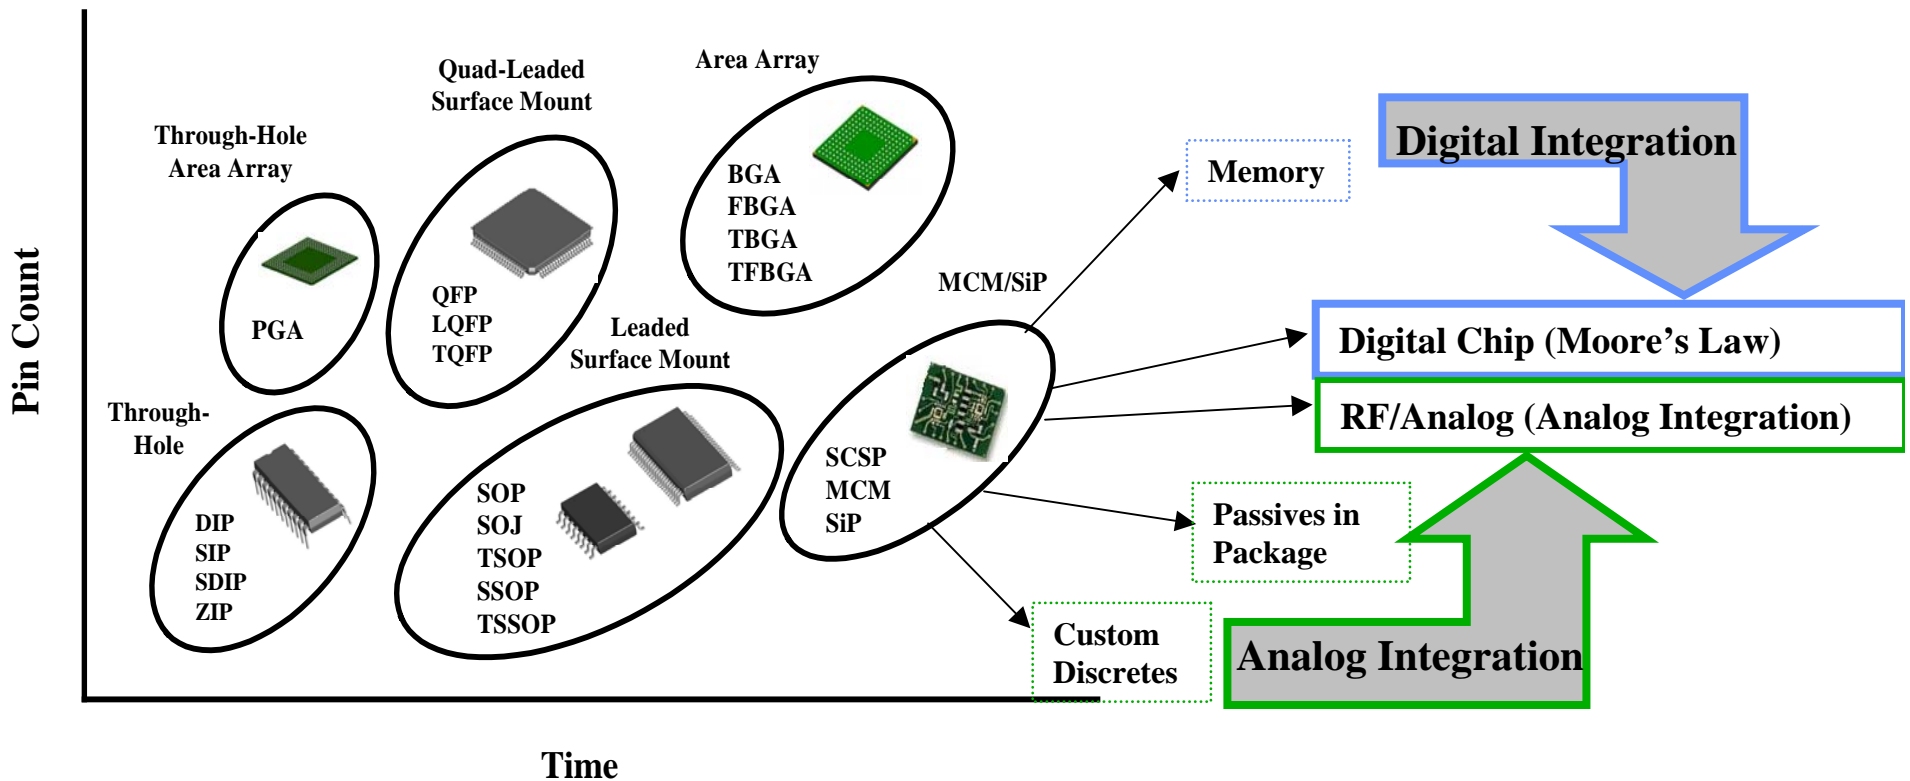 Pin Count
Time
Through-Hole
Area Array
PGA
Quad-Leaded
Surface Mount
QFP
LQFP
TQFP
Area Array
BGA
FBGA
TBGA
TFBGA
Through-
Hole
DIP
SIP
SDIP
ZIP
Leaded
Surface Mount
SOP
SOJ
TSOP
SSOP
TSSOP
MCM/SiP
SCSP
MCM
SiP
Memory
Digital Integration
Digital Chip (Moore’s Law)
RF/Analog (Analog Integration)
Passives in
Package
Custom
Discretes
Analog Integration